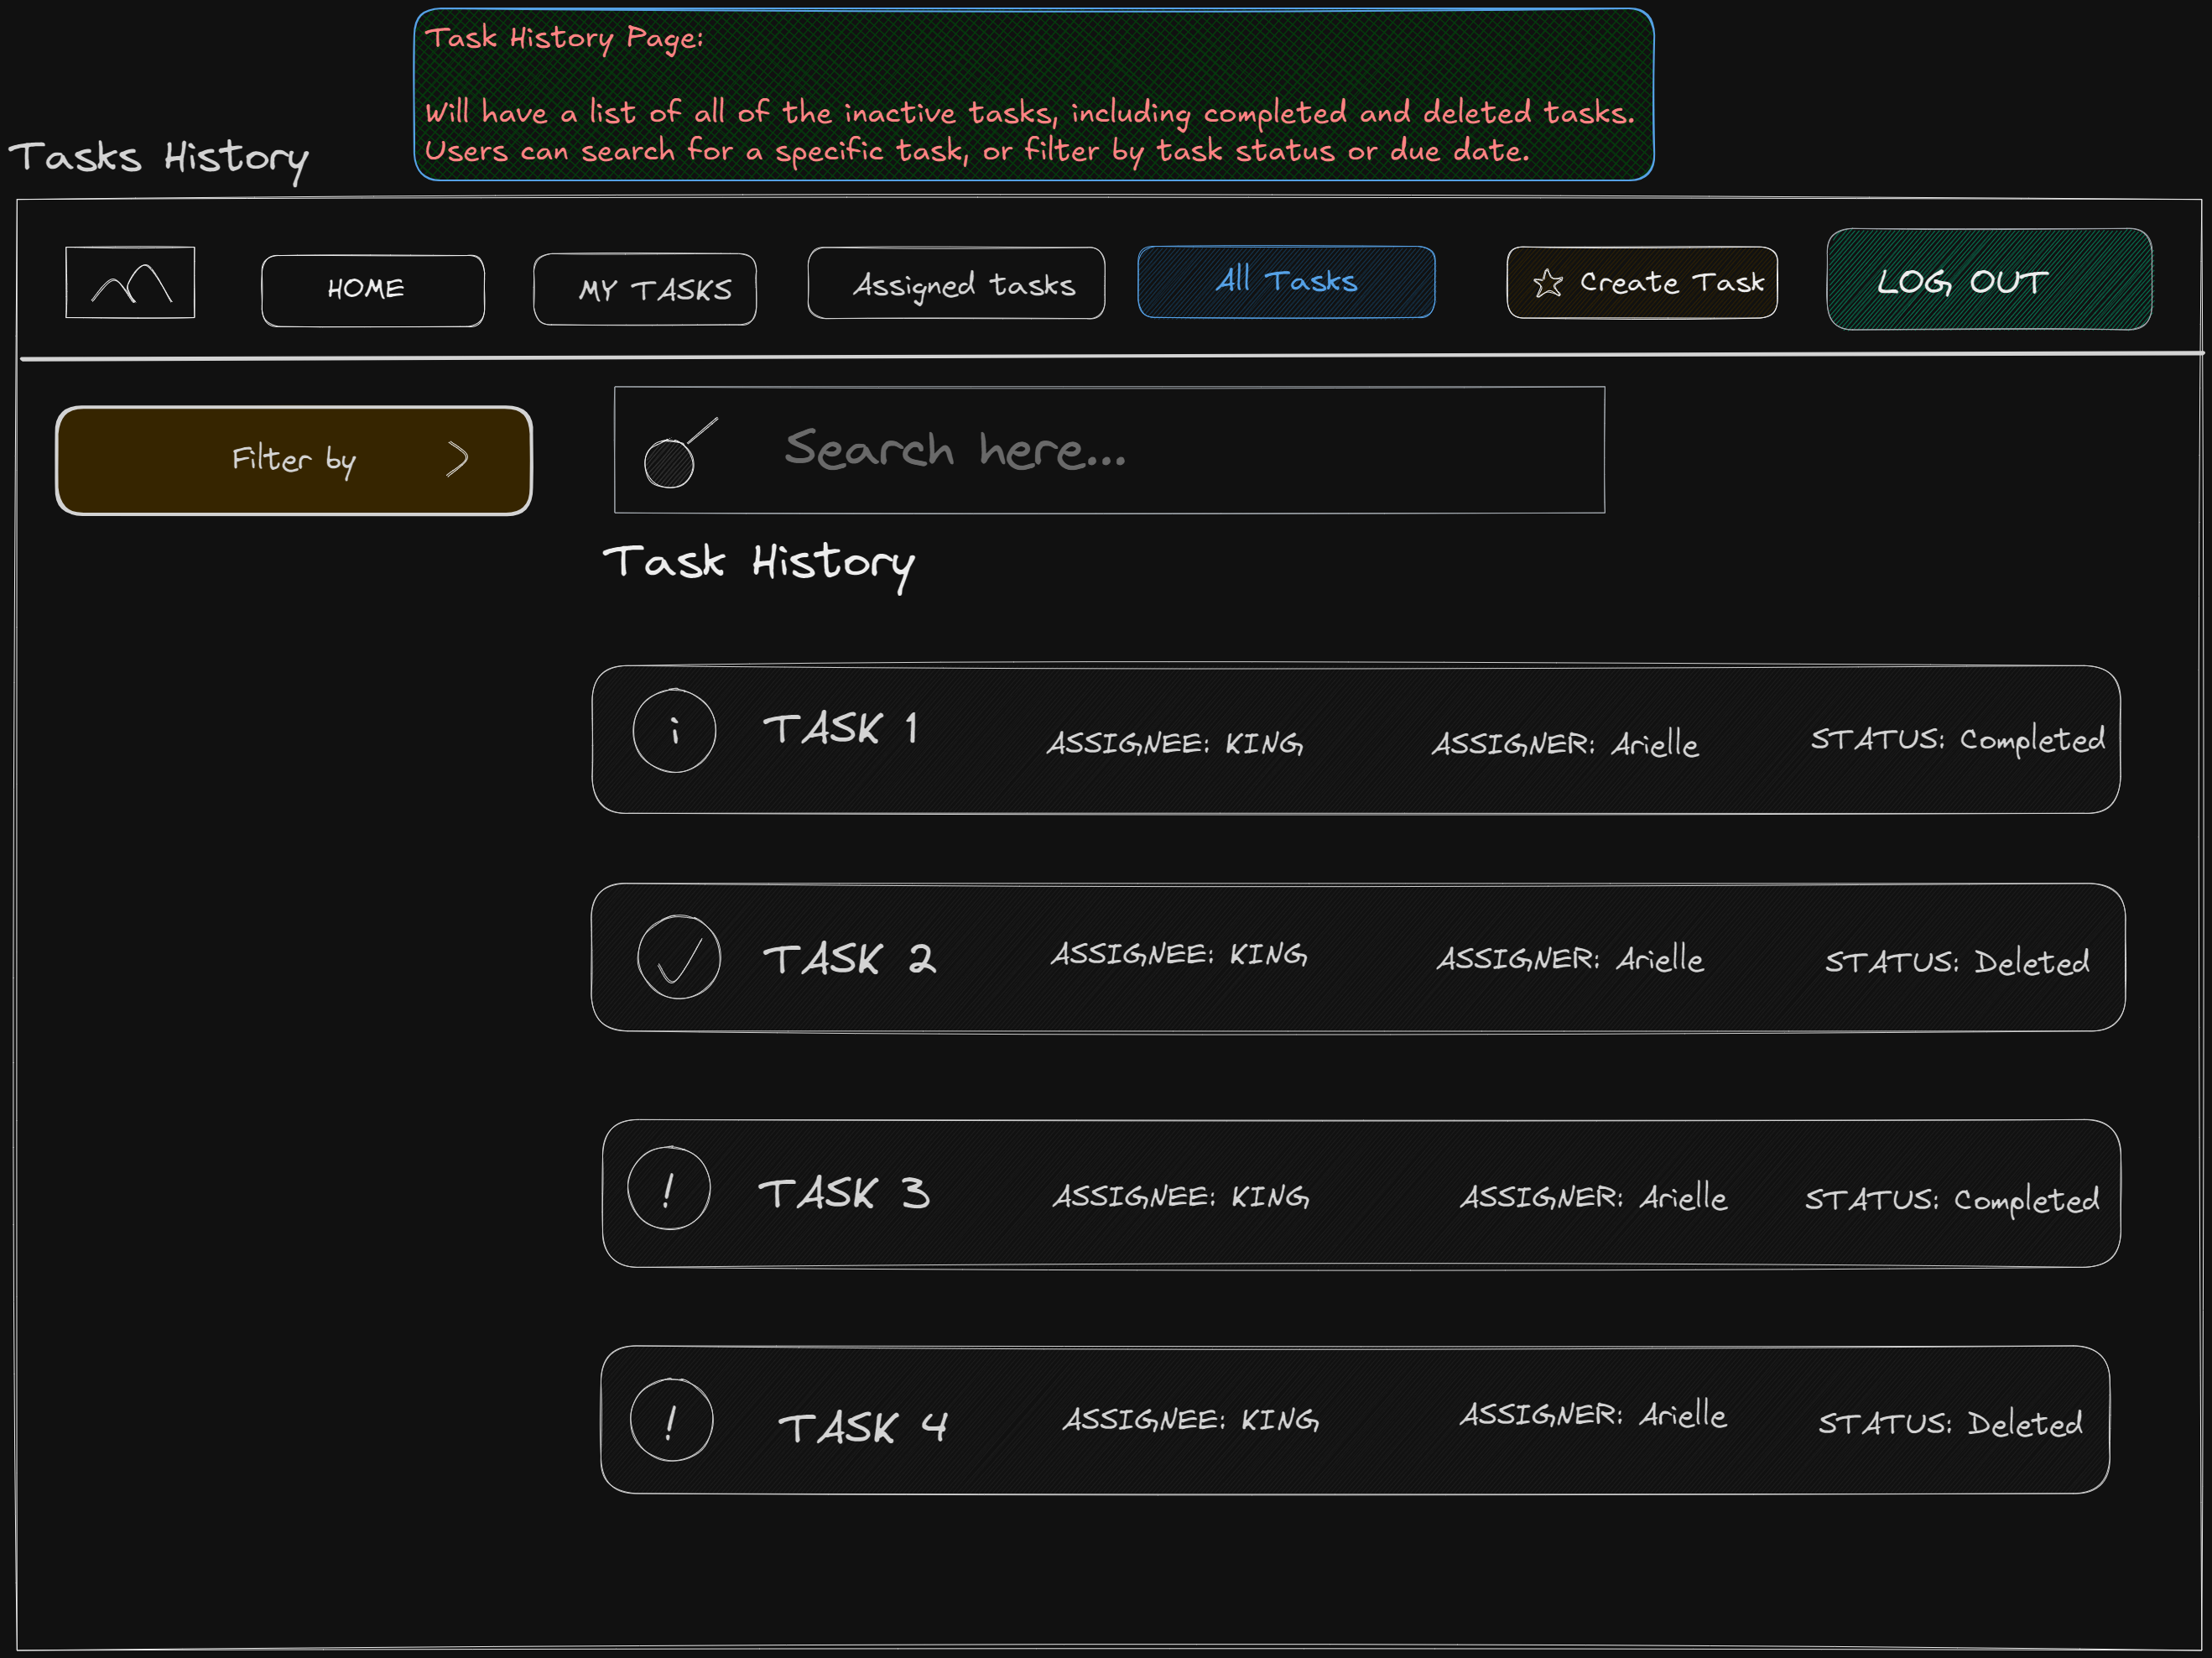 Task History Page:
Will have a list of all of the inactive tasks, including completed and deleted tasks.
Users can search for a specific task, or filter by task status or due date.
Tasks History
HOME
MY TASKS
Assigned tasks
All Tasks
Create Task
LOG OUT
Filter by
Search here...
Task History
i
TASK 1
ASSIGNEE: KING
ASSIGNER: Arielle
STATUS: Completed
TASK 2
ASSIGNEE: KING
ASSIGNER: Arielle
STATUS: Deleted
!
TASK 3
ASSIGNEE: KING
ASSIGNER: Arielle
STATUS: Completed
!
TASK 4
ASSIGNEE: KING
ASSIGNER: Arielle
STATUS: Deleted